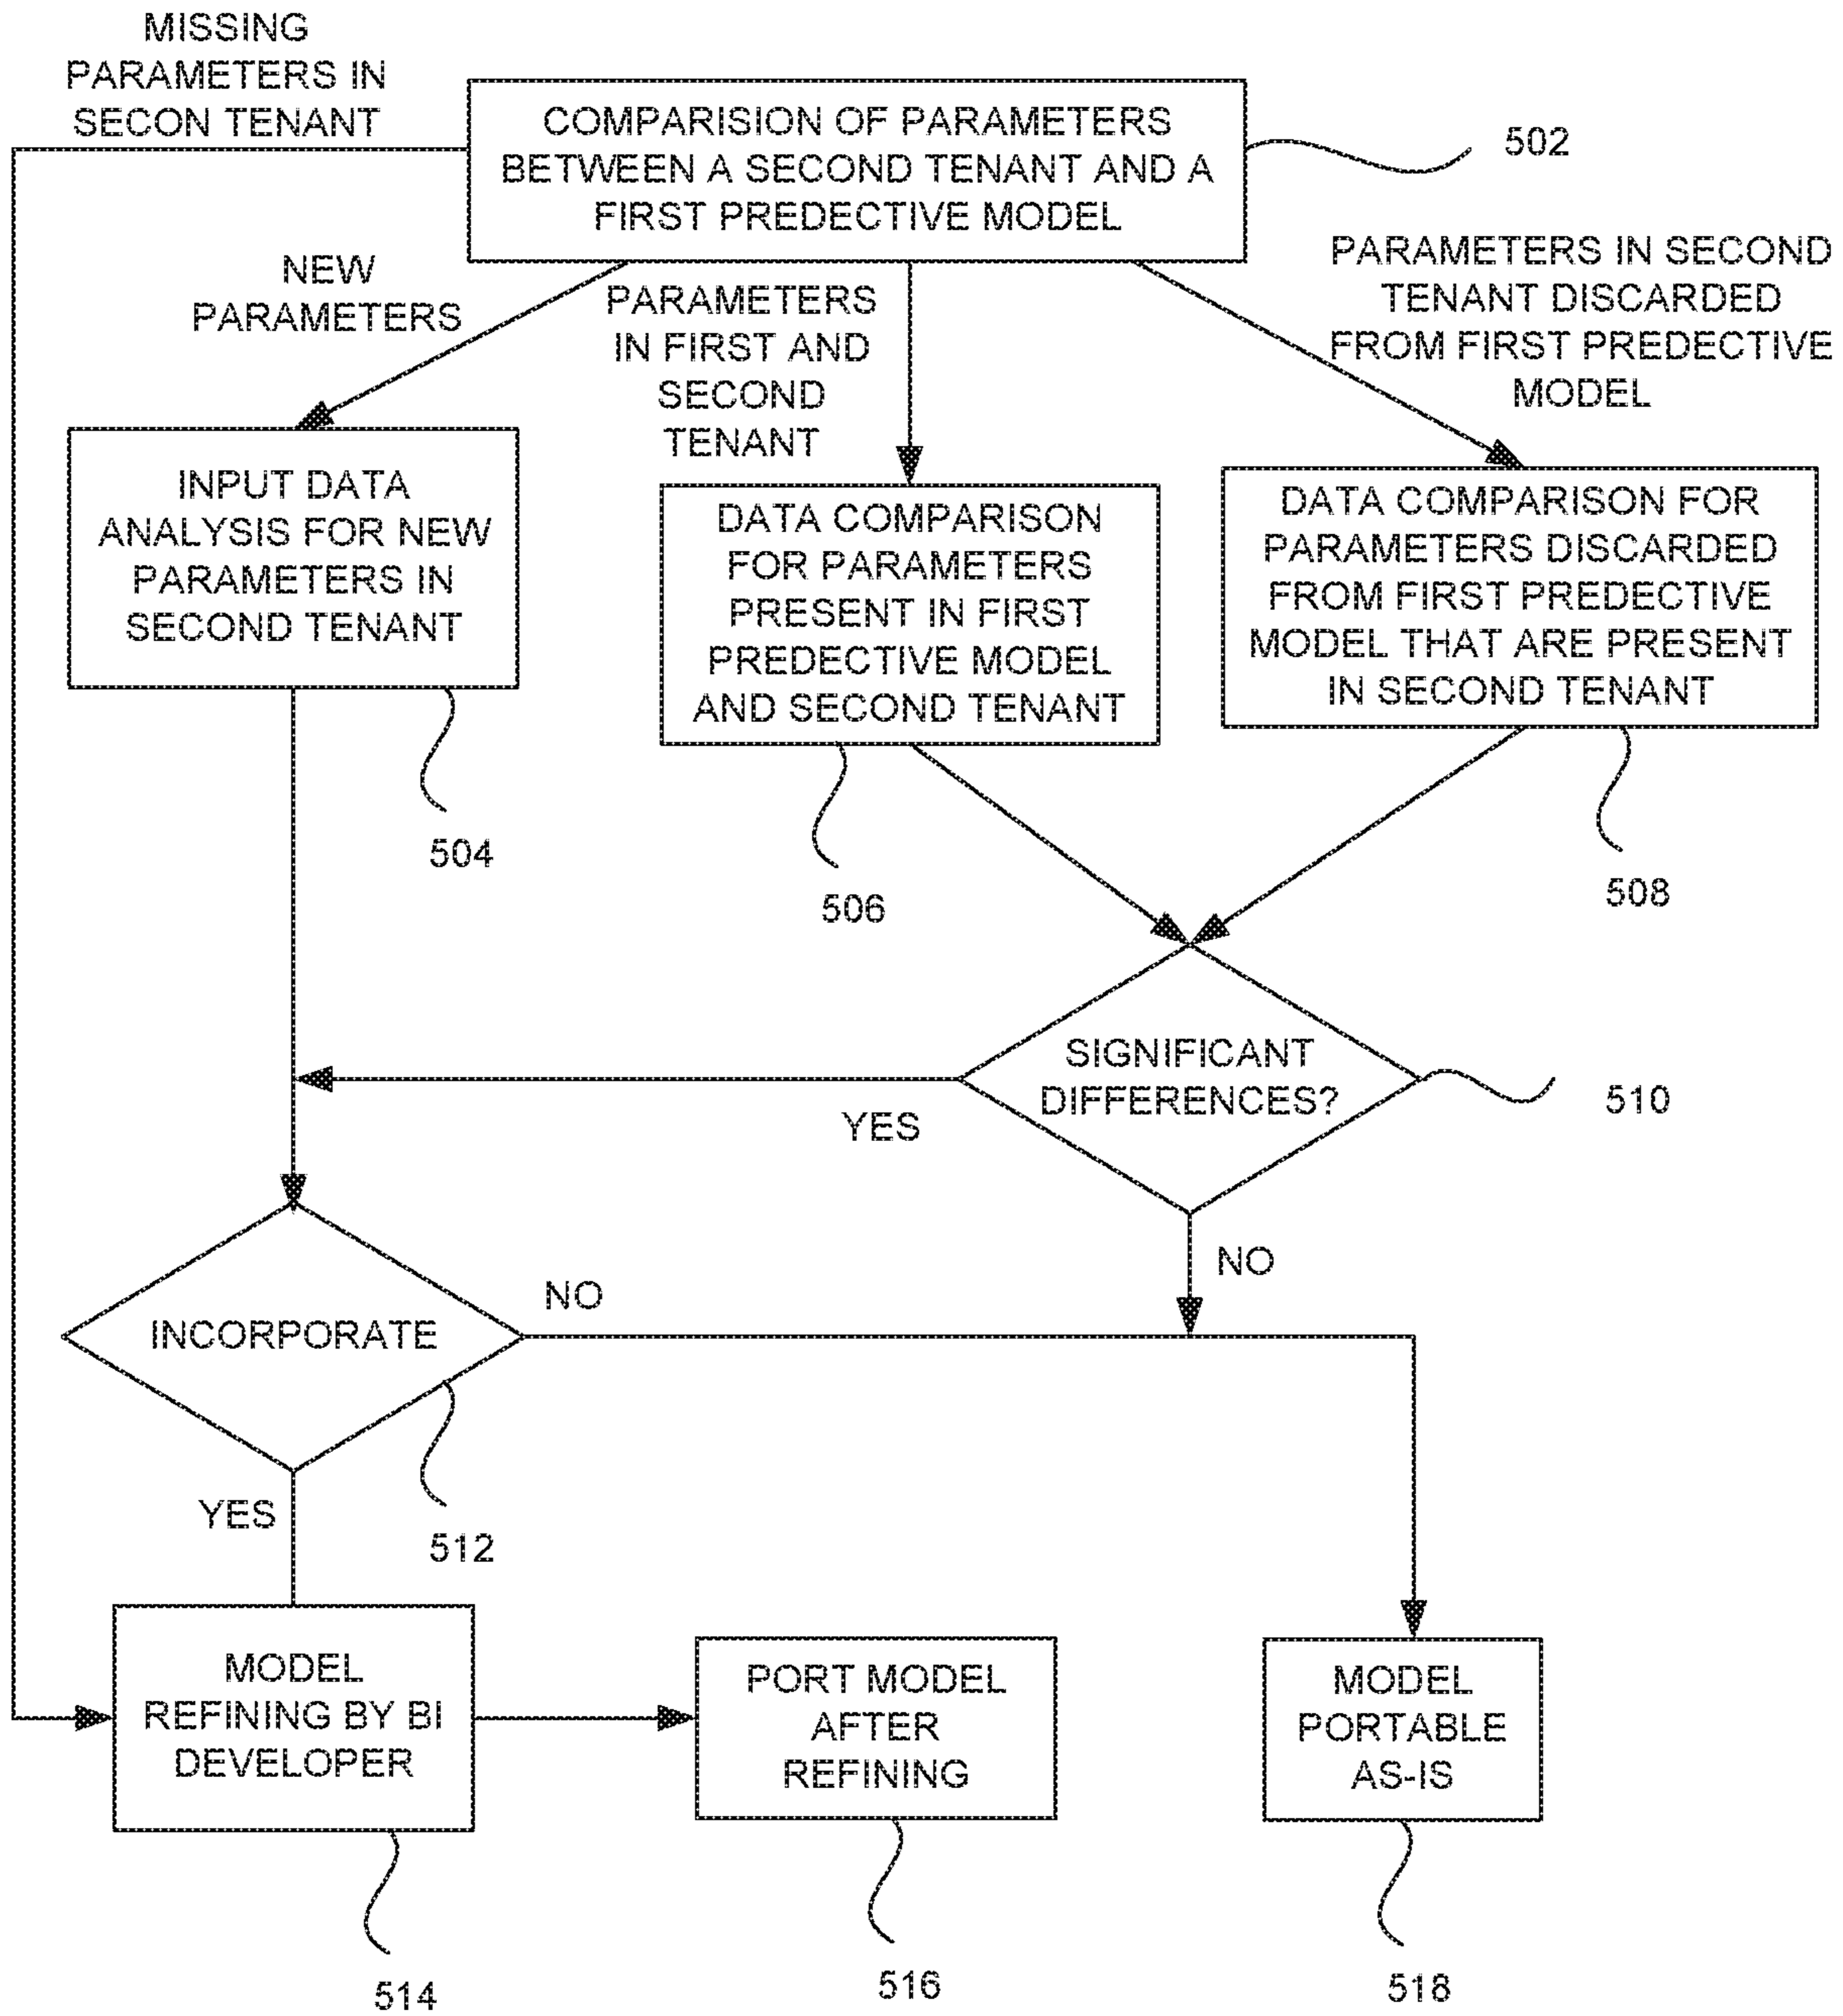 MISSING
PARAMETERS IN
SECON TENANT
COMPARISION OF PARAMETERS
BETWEEN A SECOND TENANT AND A
FIRST PREDECTIVE MODEL
502
NEW
PARAMETERS
PARAMETERS
IN FIRST AND
SECOND
TENANT
PARAMETERS IN SECOND
TENANT DISCARDED
FROM FIRST PREDECTIVE
MODEL
INPUT DATA
ANALYSIS FOR NEW
PARAMETERS IN
SECOND TENANT
504
DATA COMPARISON
FOR PARAMETERS
PRESENT IN FIRST
PREDECTIVE MODEL
AND SECOND TENANT
506
DATA COMPARISON FOR
PARAMETERS DISCARDED
FROM FIRST PREDECTIVE
MODEL THAT ARE PRESENT
IN SECOND TENANT
508
SIGNIFICANT
DIFFERENCES?
510
YES
NO
INCORPORATE
NO
YES
512
MODEL
REFINING BY BI
DEVELOPER
514
PORT MODEL
AFTER
REFINING
516
MODEL
PORTABLE
AS-IS
518